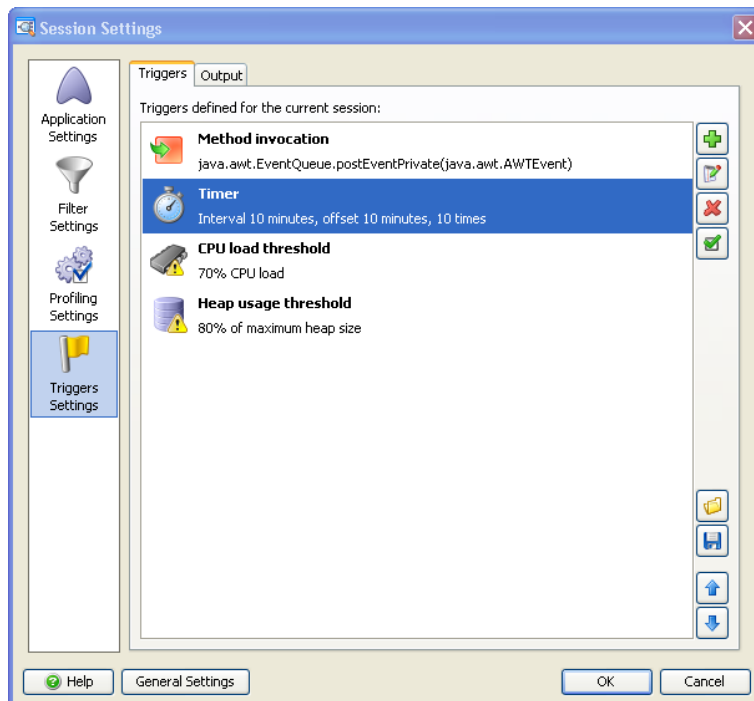 Session Settings
Triggers
Output
Application
Settings
Filter
Settings
Profiling
Settings
Triggers
Settings
Triggers defined for the current session:
Method invocation
java.awt.EventQueue.postEventPrivate(java.awt.AWTEvent)
Timer
Interval 10 minutes, offset 10 minutes, 10 times
CPU load threshold
70% CPU load
Heap usage threshold
80% of maximum heap size
Help
General Settings
OK
Cancel